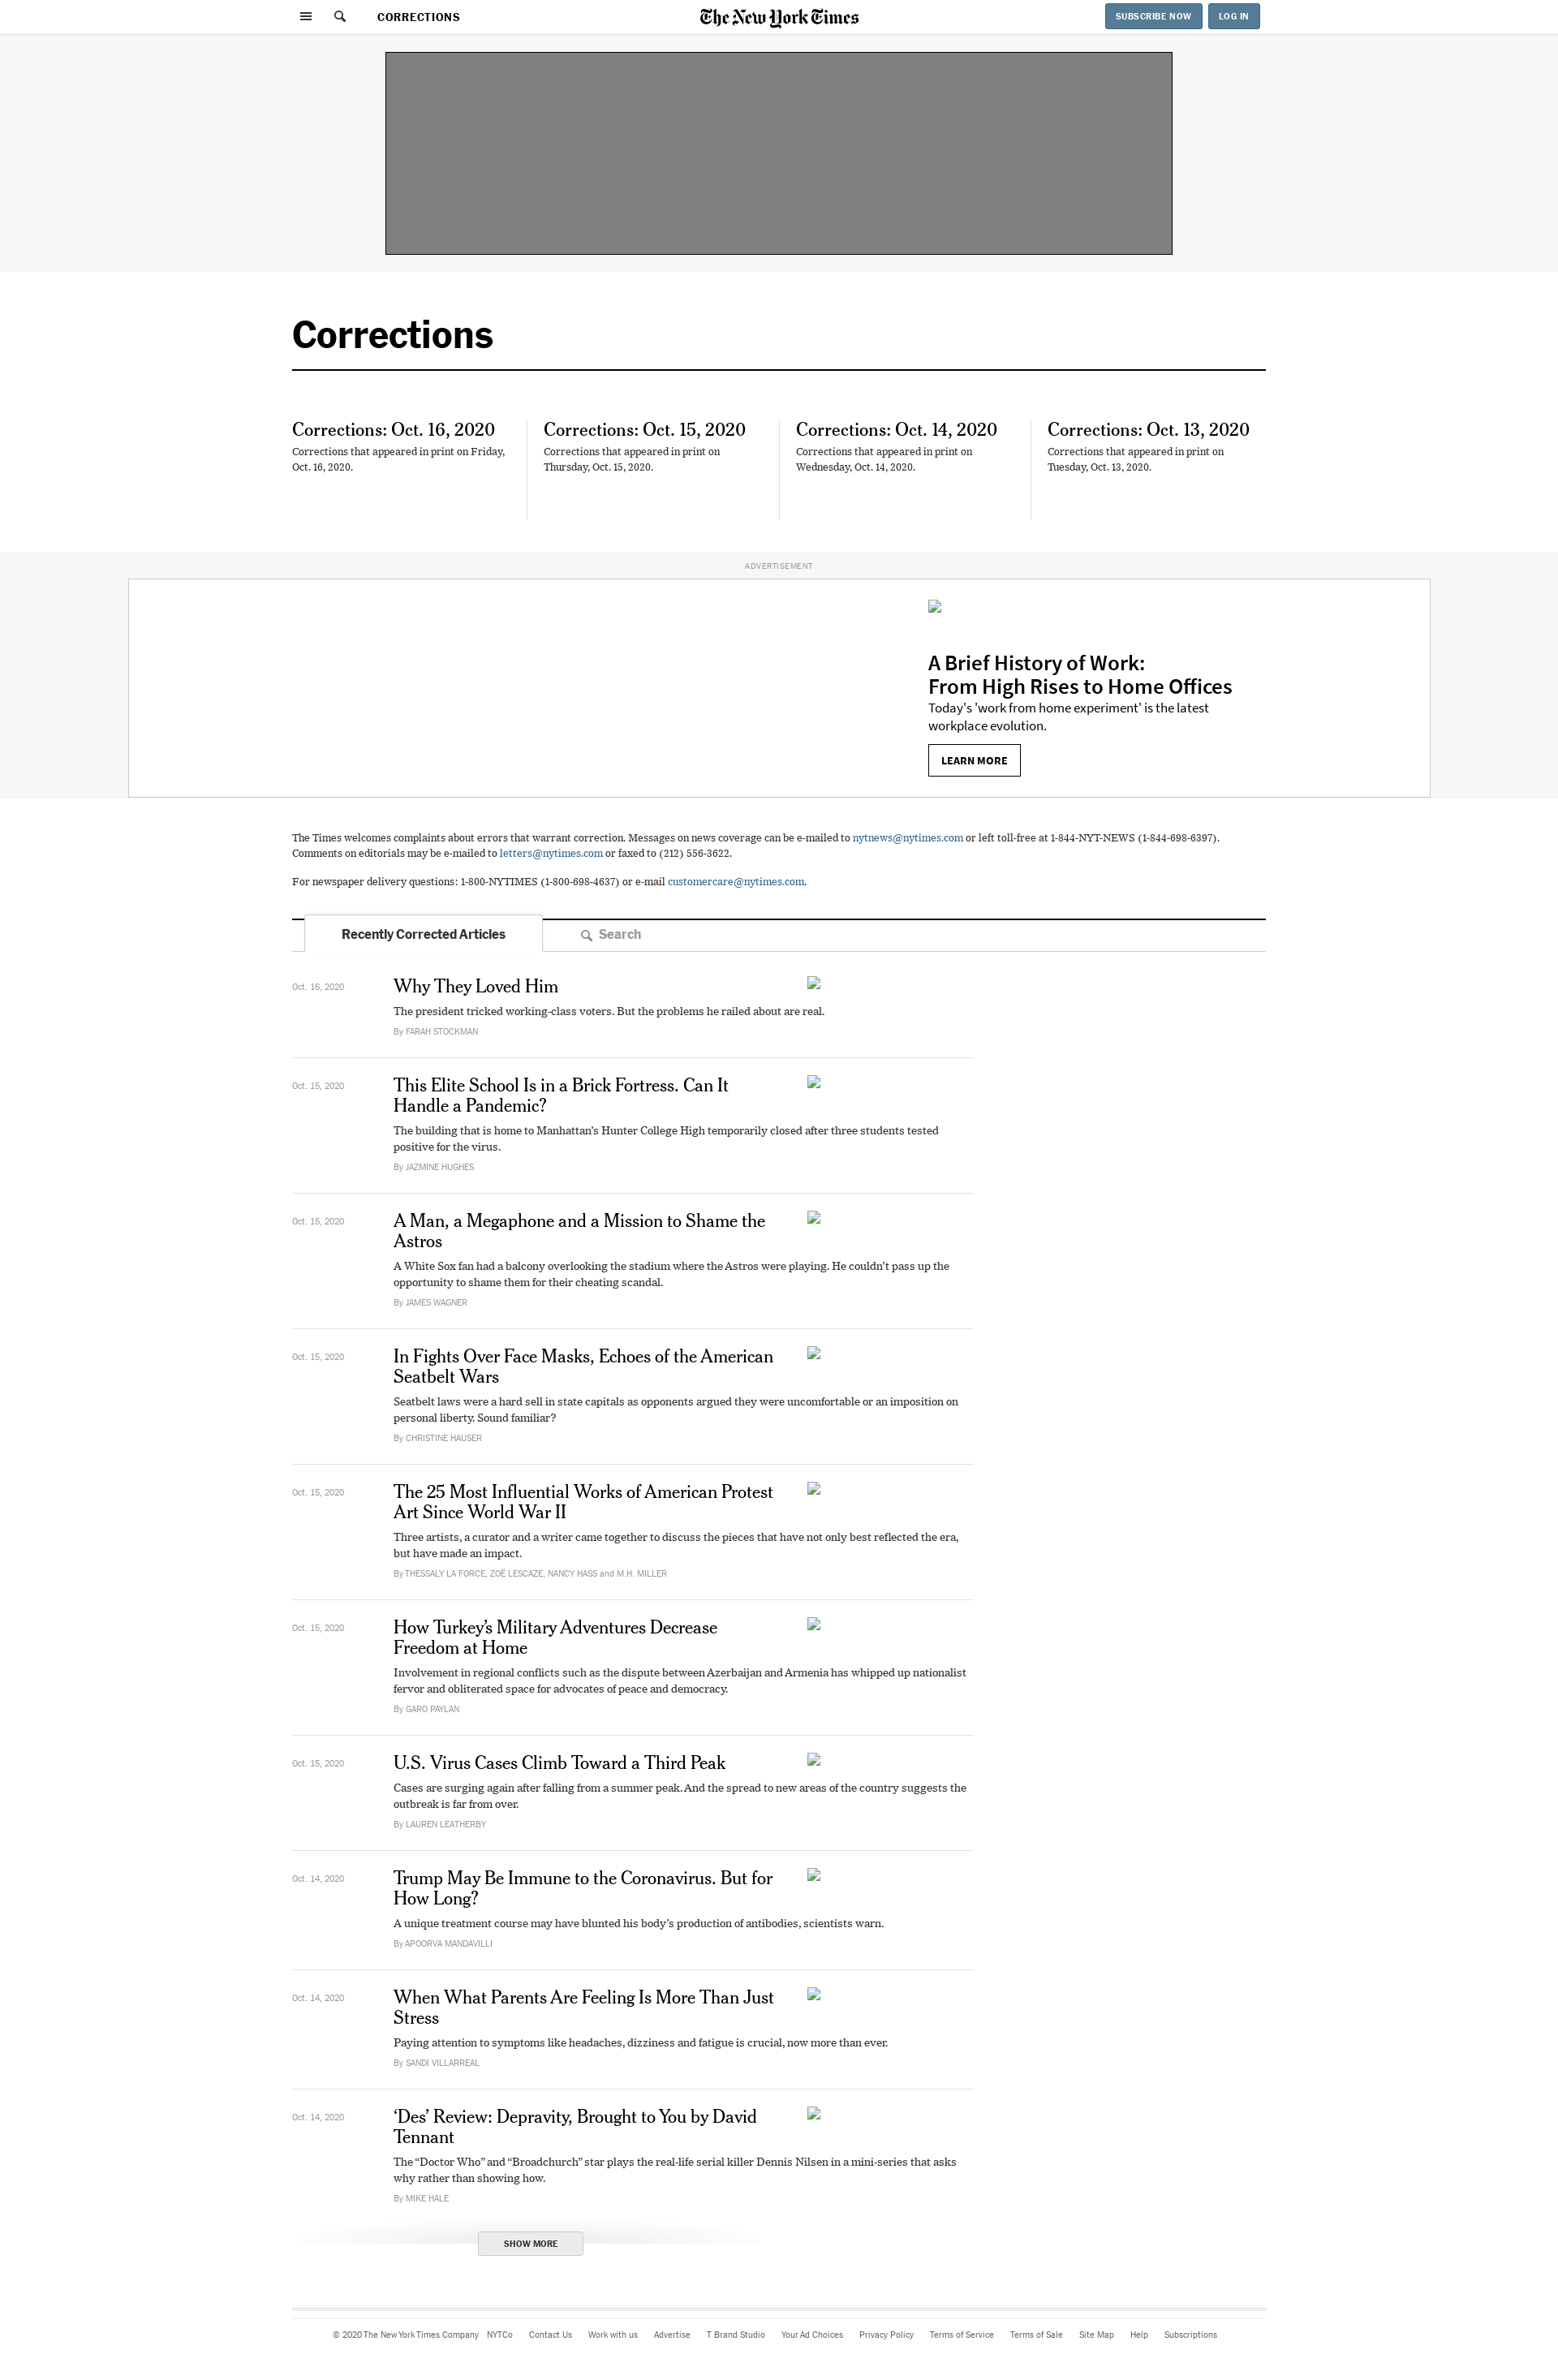 CORRECTIONS
The New York Times
SUBSCRIBE NOW
LOG IN
Corrections
Corrections: Oct. 16, 2020
Corrections that appeared in print on Friday,
Oct. 16, 2020.
Corrections: Oct. 15, 2020
Corrections that appeared in print on
Thursday, Oct. 15, 2020.
Corrections: Oct. 14, 2020
Corrections that appeared in print on
Wednesday, Oct. 14, 2020.
Corrections: Oct. 13, 2020
Corrections that appeared in print on
Tuesday, Oct. 13, 2020.
ADVERTISEMENT
A Brief History of Work:
From High Rises to Home Offices
Today's 'work from home experiment' is the latest
workplace evolution.
LEARN MORE
The Times welcomes complaints about errors that warrant correction. Messages on news coverage can be e-mailed to nytnews@nytimes.com or left toll-free at 1-844-NYT-NEWS (1-844-698-6397).
Comments on editorials may be e-mailed to letters@nytimes.com or faxed to (212) 556-3622.
For newspaper delivery questions: 1-800-NYTIMES (1-800-698-4637) or e-mail customercare@nytimes.com.
Recently Corrected Articles
Search
Oct. 16, 2020
Why They Loved Him
The president tricked working-class voters. But the problems he railed about are real.
By FARAH STOCKMAN
Oct. 15, 2020
This Elite School Is in a Brick Fortress. Can It
Handle a Pandemic?
The building that is home to Manhattan's Hunter College High temporarily closed after three students tested
positive for the virus.
By JAZMINE HUGHES
Oct. 15, 2020
A Man, a Megaphone and a Mission to Shame the
Astros
A White Sox fan had a balcony overlooking the stadium where the Astros were playing. He couldn't pass up the
opportunity to shame them for their cheating scandal.
By JAMES WAGNER
Oct. 15, 2020
In Fights Over Face Masks, Echoes of the American
Seatbelt Wars
Seatbelt laws were a hard sell in state capitals as opponents argued they were uncomfortable or an imposition on
personal liberty. Sound familiar?
By CHRISTINE HAUSER
Oct. 15, 2020
The 25 Most Influential Works of American Protest
Art Since World War II
Three artists, a curator and a writer came together to discuss the pieces that have not only best reflected the era,
but have made an impact.
By THESSALY LA FORCE, ZOË LESCAZE, NANCY HASS and M.H. MILLER
Oct. 15, 2020
How Turkey's Military Adventures Decrease
Freedom at Home
Involvement in regional conflicts such as the dispute between Azerbaijan and Armenia has whipped up nationalist
fervor and obliterated space for advocates of peace and democracy.
By GARO PAYLAN
Oct. 15, 2020
U.S. Virus Cases Climb Toward a Third Peak
Cases are surging again after falling from a summer peak. And the spread to new areas of the country suggests the
outbreak is far from over.
By LAUREN LEATHERBY
Oct. 14, 2020
Trump May Be Immune to the Coronavirus. But for
How Long?
A unique treatment course may have blunted his body's production of antibodies, scientists warn.
By APOORVA MANDAVILLI
Oct. 14, 2020
When What Parents Are Feeling Is More Than Just
Stress
Paying attention to symptoms like headaches, dizziness and fatigue is crucial, now more than ever.
By SANDI VILLARREAL
Oct. 14, 2020
‘Des’ Review: Depravity, Brought to You by David
Tennant
The “Doctor Who” and “Broadchurch” star plays the real-life serial killer Dennis Nilsen in a mini-series that asks
why rather than showing how.
By MIKE HALE
SHOW MORE
© 2020 The New York Times Company NYTCo Contact Us Work with us Advertise T Brand Studio Your Ad Choices Privacy Policy Terms of Service Terms of Sale Site Map Help Subscriptions